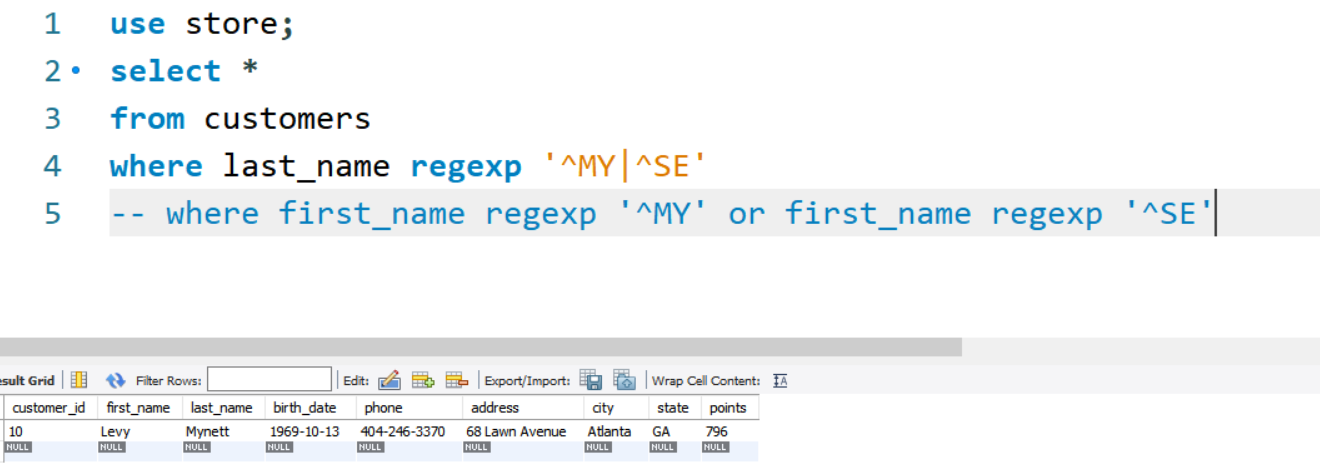 1 use store;
2 select *
3 from customers
4 where last_name regexp '^MY|^SE'
5 -- where first_name regexp '^MY' or first_name regexp '^SE'
esult Grid Filter Rows: Edit: Export/Import: Wrap Cell Content: IA
customer_id first_name last_name birth_date phone address city state points
10 Levy Mynett 1969-10-13 404-246-3370 68 Lawn Avenue Atlanta GA 796
NULL NULL NULL NULL NULL NULL NULL NULL NULL